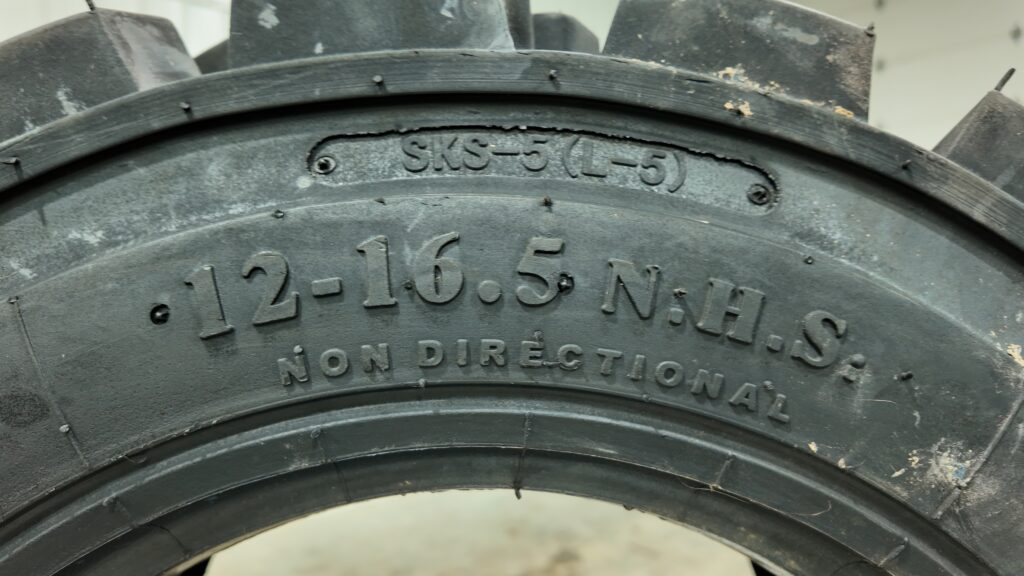 SKS-5 (L-5)
12-16.5 N.H.S.
NON DIRECTIONAL